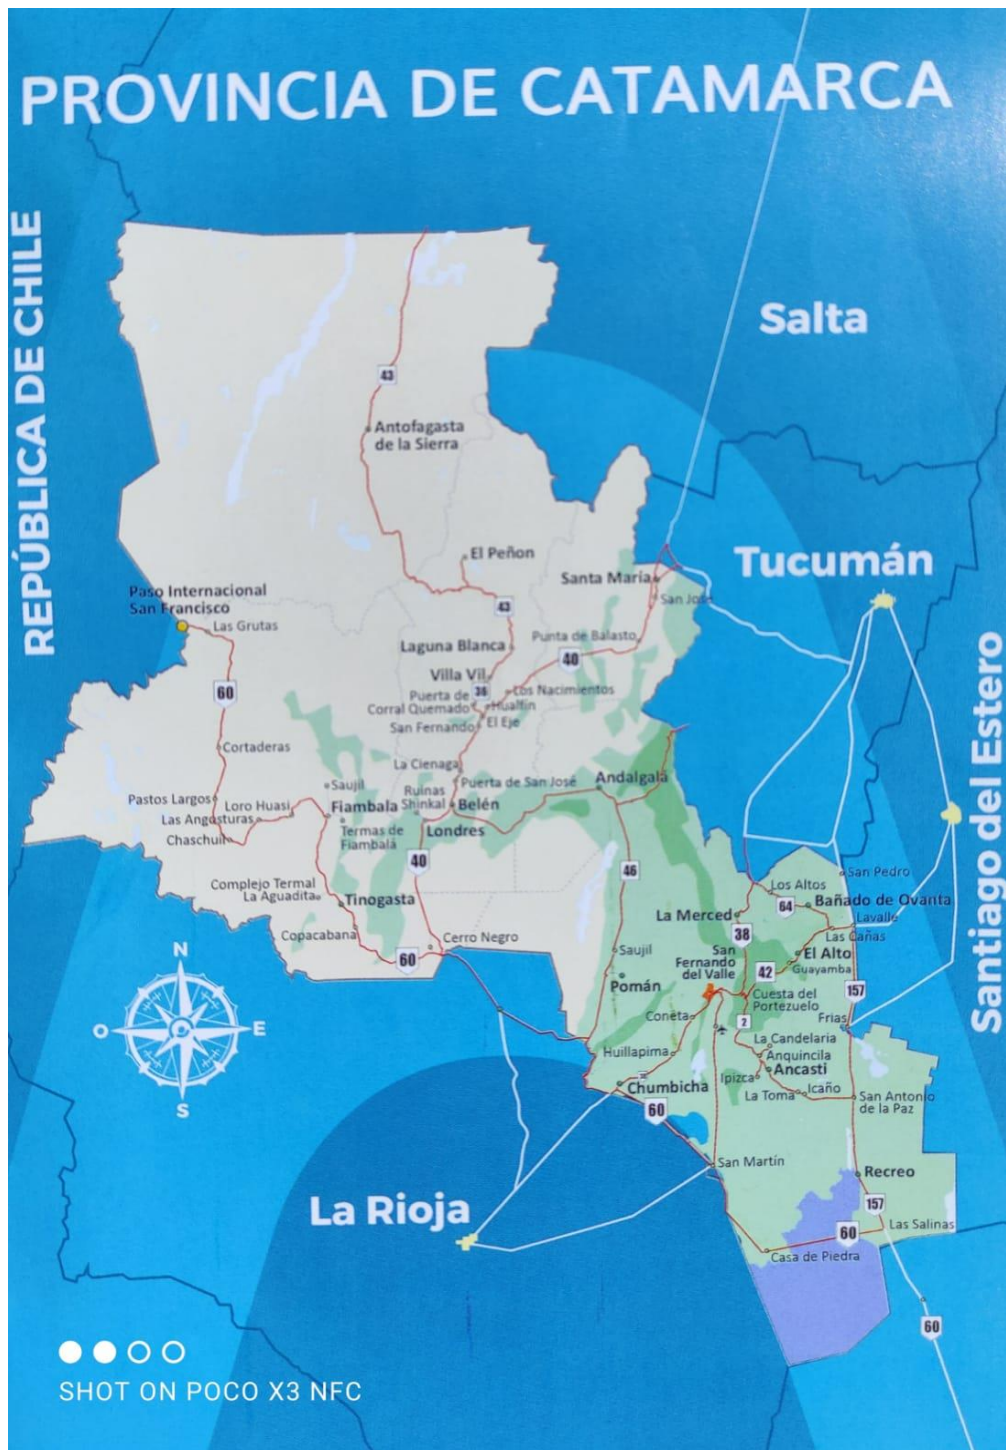 PROVINCIA DE CATAMARCA
REPÚBLICA DE CHILE
Salta
43
Antofagasta
de la Sierra
El Peñon
Tucumán
Santa María
San José
Paso Internacional
San Francisco
Las Grutas
43
Laguna Blanca
Punta de Balasto
40
Villa Vil
36
Los Nacimientos
Puerta de
Corral Quemado
Hualfin
San Fernando
El Eje
60
Santiago del Estero
Cortaderas
La Cienaga
Puerta de San José
Andalgalá
Saujil
Ruinas
Shinkal
Belén
Pastos Largos
Loro Huasi
Fiambala
Las Angosturas
Termas de
Fiambalá
Londres
Chaschuil
40
46
San Pedro
Complejo Termal
La Aguadita
Tinogasta
Los Altos
64
Bañado de Ovanta
La Merced
Lavalle
Copacabana
Cerro Negro
38
Las Cañas
60
Saujil
San
Fernando
del Valle
El Alto
42
Guayamba
Pomán
Cuesta del
Portezuelo
157
Coneta
2
Frias
La Candelaria
Huillapima
Anquincila
Ancasti
Ipizca
Chumbicha
La Toma
Icaño
San Antonio
de la Paz
60
San Martín
Recreo
157
La Rioja
Las Salinas
60
Casa de Piedra
60
N
O
E
S
SHOT ON POCO X3 NFC